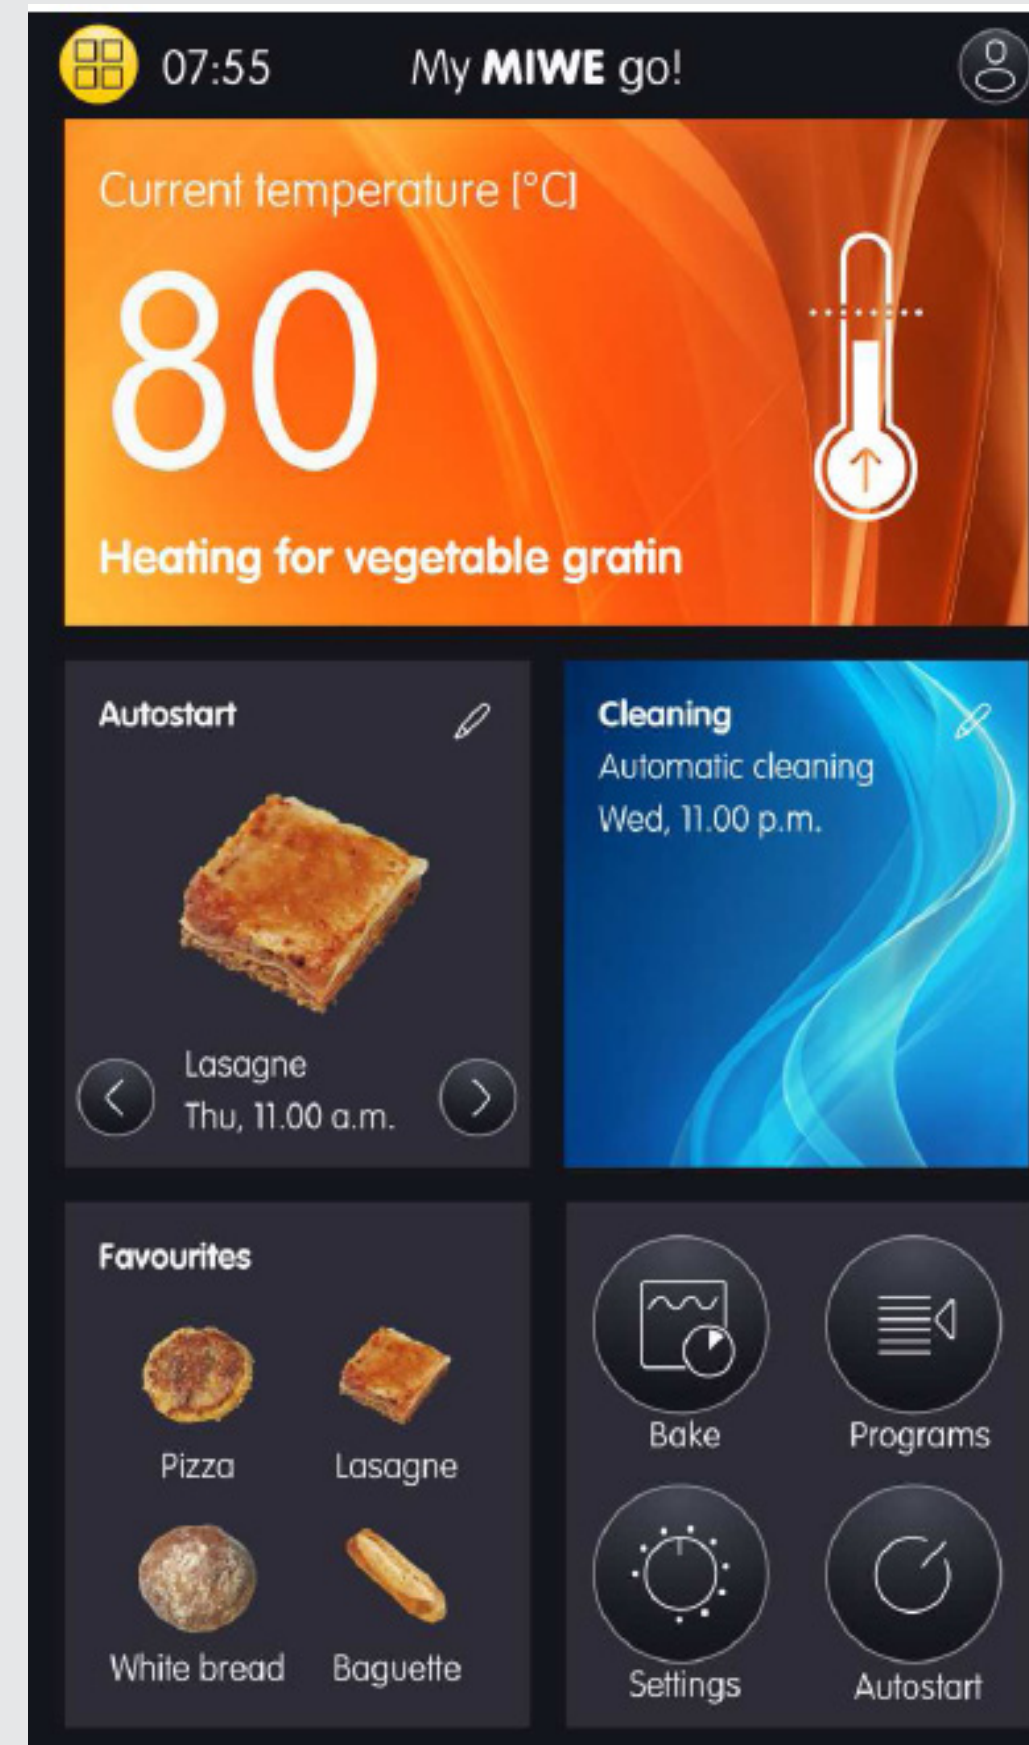 07:55
My MIWE go!
Current temperature [°C]
80
Heating for vegetable gratin
Autostart
Lasagne
Thu, 11.00 a.m.
Cleaning
Automatic cleaning
Wed, 11.00 p.m.
Favourites
Pizza
Lasagne
White bread
Baguette
Bake
Programs
Settings
Autostart